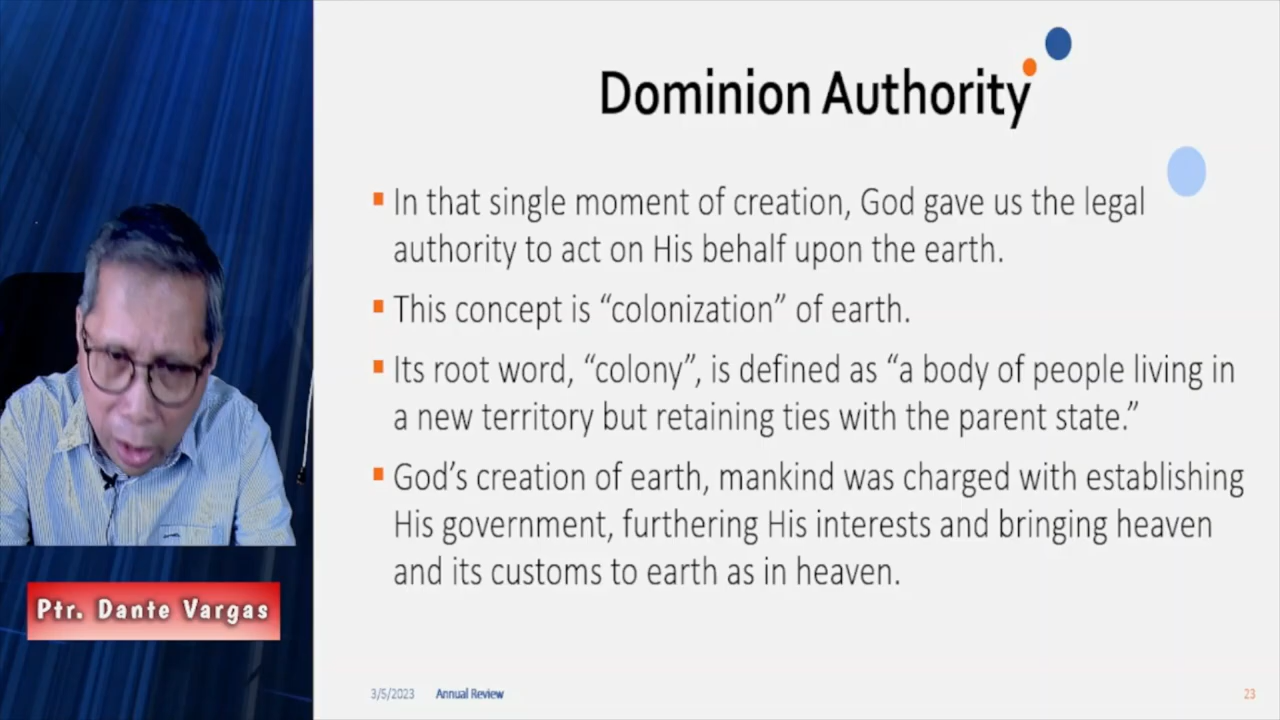 Dominion Authority
▪ In that single moment of creation, God gave us the legal
authority to act on His behalf upon the earth.
▪ This concept is “colonization” of earth.
▪ Its root word, “colony”, is defined as “a body of people living in
a new territory but retaining ties with the parent state.”
▪ God’s creation of earth, mankind was charged with establishing
His government, furthering His interests and bringing heaven
and its customs to earth as in heaven.
Ptr. Dante Vargas
3/5/2023 Annual Review 23